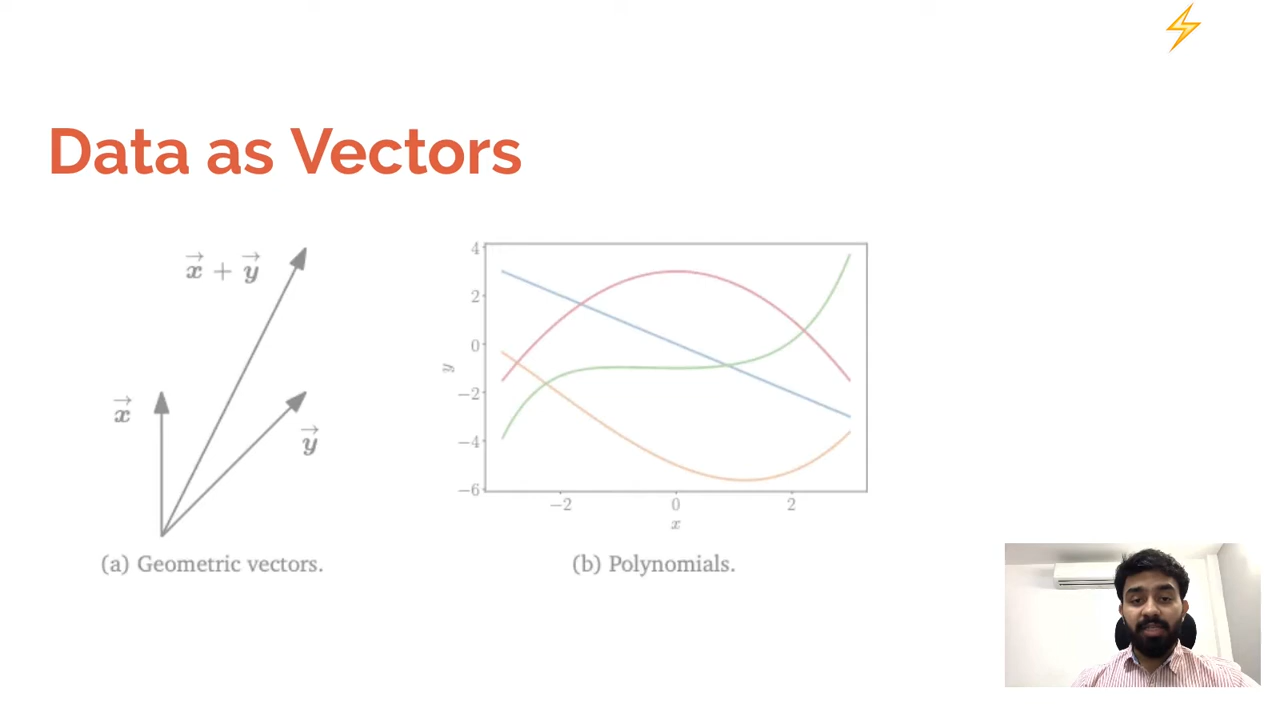 Data as Vectors
x⃗ + y⃗
x⃗
y⃗
(a) Geometric vectors.
4
2
0
−2
−4
−6
y
−2 0 2
x
(b) Polynomials.